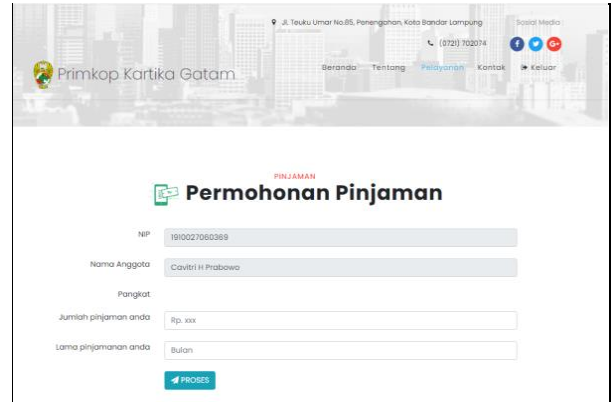 Jl. Teuku Umar No.85, Penengahan, Kota Bandar Lampung
Sosial Media
(0721) 702074
Primkop Kartika Gatam
Beranda Tentang Pelayanan Kontak Keluar
PINJAMAN
Permohonan Pinjaman
NIP 1910027060369
Nama Anggota Cavitri H Prabowo
Pangkat
Jumlah pinjaman anda Rp. xxx
Lama pinjamanan anda Bulan
PROSES